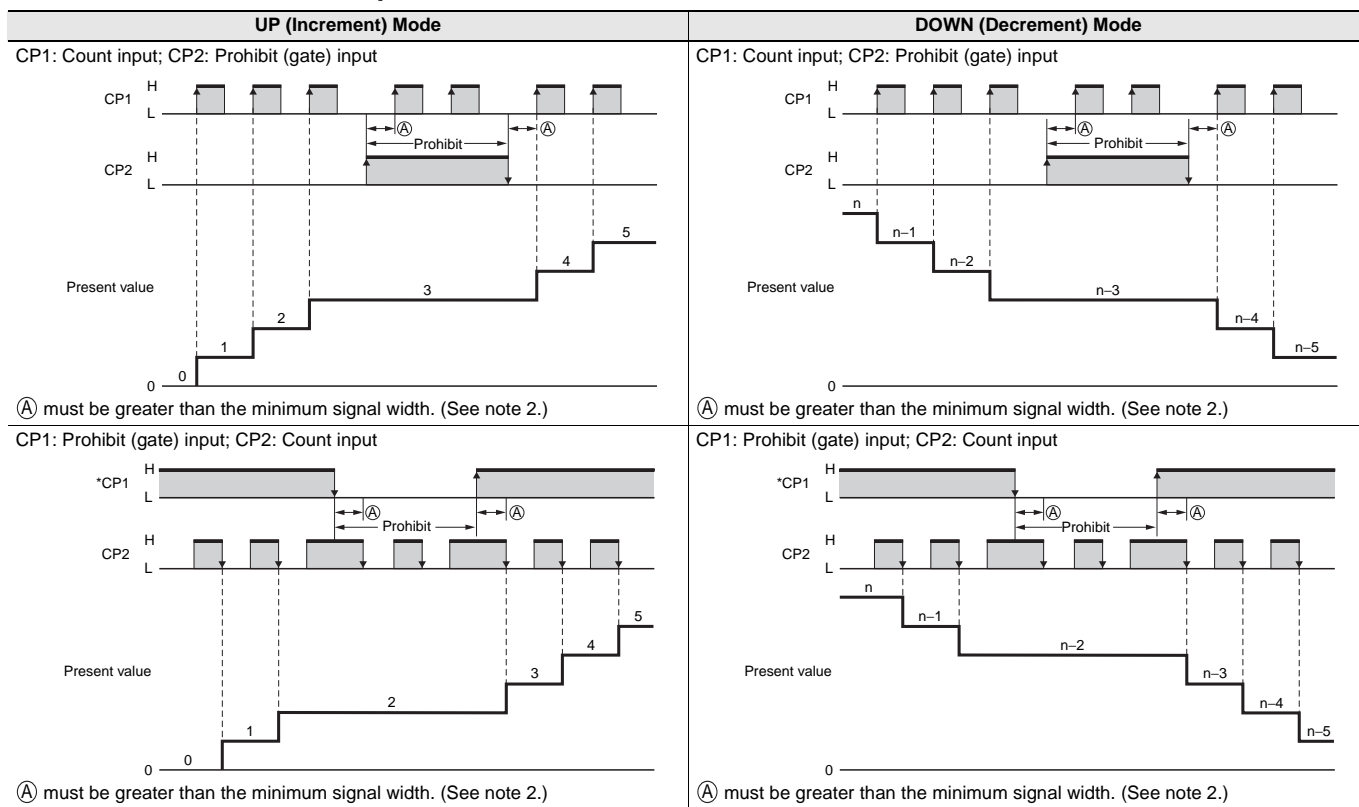 UP (Increment) Mode
DOWN (Decrement) Mode
CP1: Count input; CP2: Prohibit (gate) input
H
CP1
L
Ⓐ
Ⓐ
Prohibit
H
CP2
L
5
4
Present value
3
2
1
0
0
Ⓐ must be greater than the minimum signal width. (See note 2.)
CP1: Count input; CP2: Prohibit (gate) input
H
CP1
L
Ⓐ
Ⓐ
Prohibit
H
CP2
L
n
n–1
n–2
Present value
n–3
n–4
n–5
0
Ⓐ must be greater than the minimum signal width. (See note 2.)
CP1: Prohibit (gate) input; CP2: Count input
H
*CP1
L
Ⓐ
Ⓐ
Prohibit
H
CP2
L
5
4
Present value
3
2
1
0
0
Ⓐ must be greater than the minimum signal width. (See note 2.)
CP1: Prohibit (gate) input; CP2: Count input
H
*CP1
L
Ⓐ
Ⓐ
Prohibit
H
CP2
L
n
n–1
n–2
Present value
n–3
n–4
n–5
0
Ⓐ must be greater than the minimum signal width. (See note 2.)